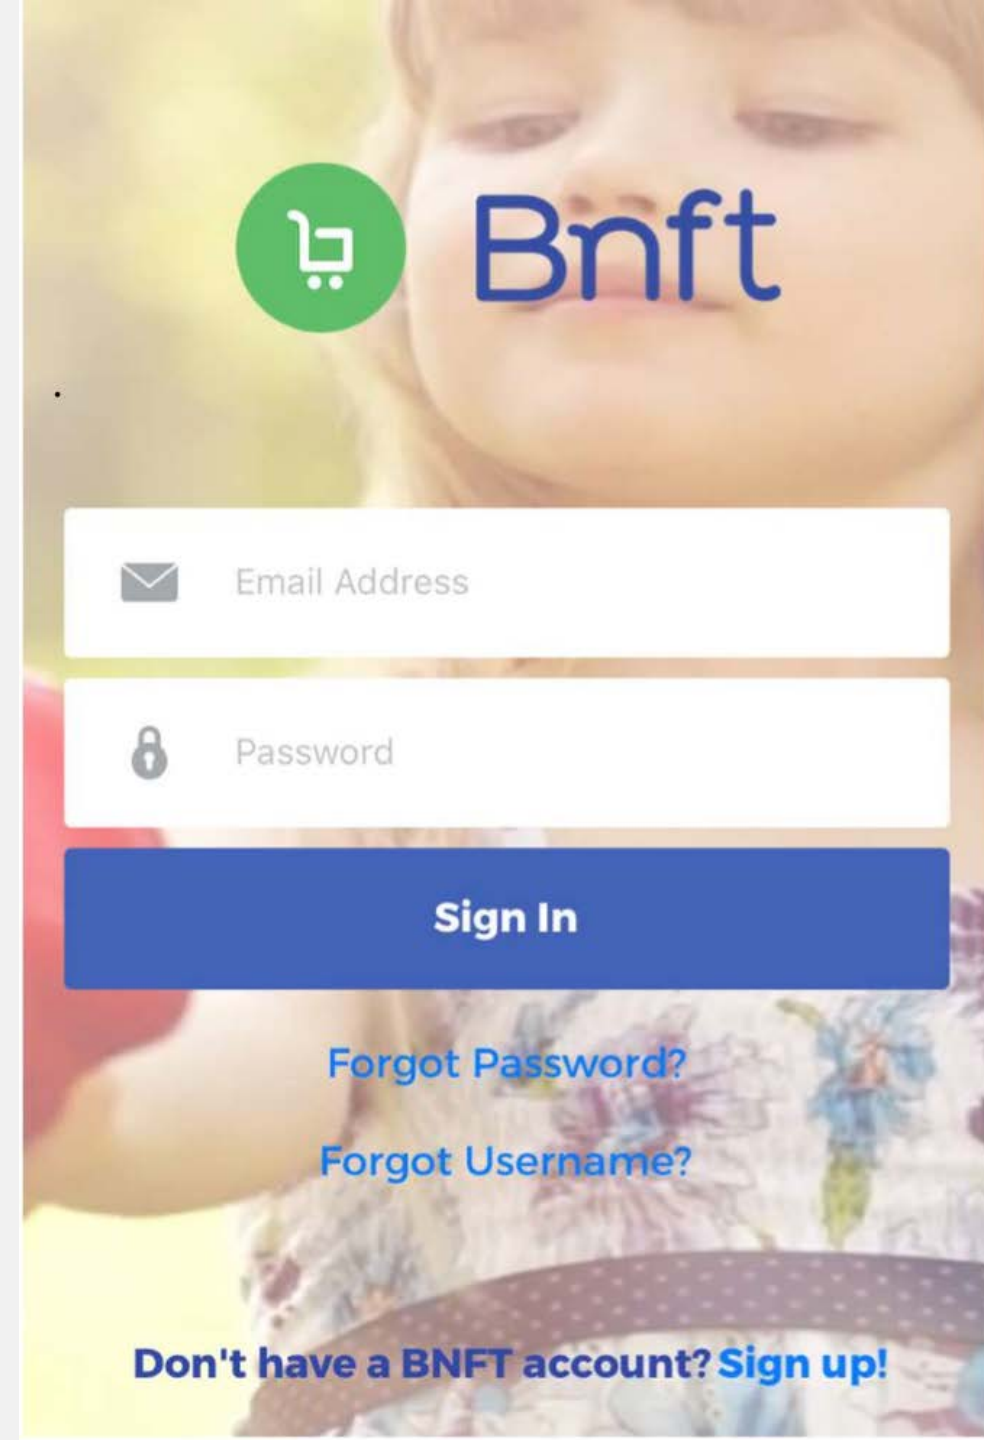 Bnft
Email Address
Password
Sign In
Forgot Password?
Forgot Username?
Don't have a BNFT account? Sign up!